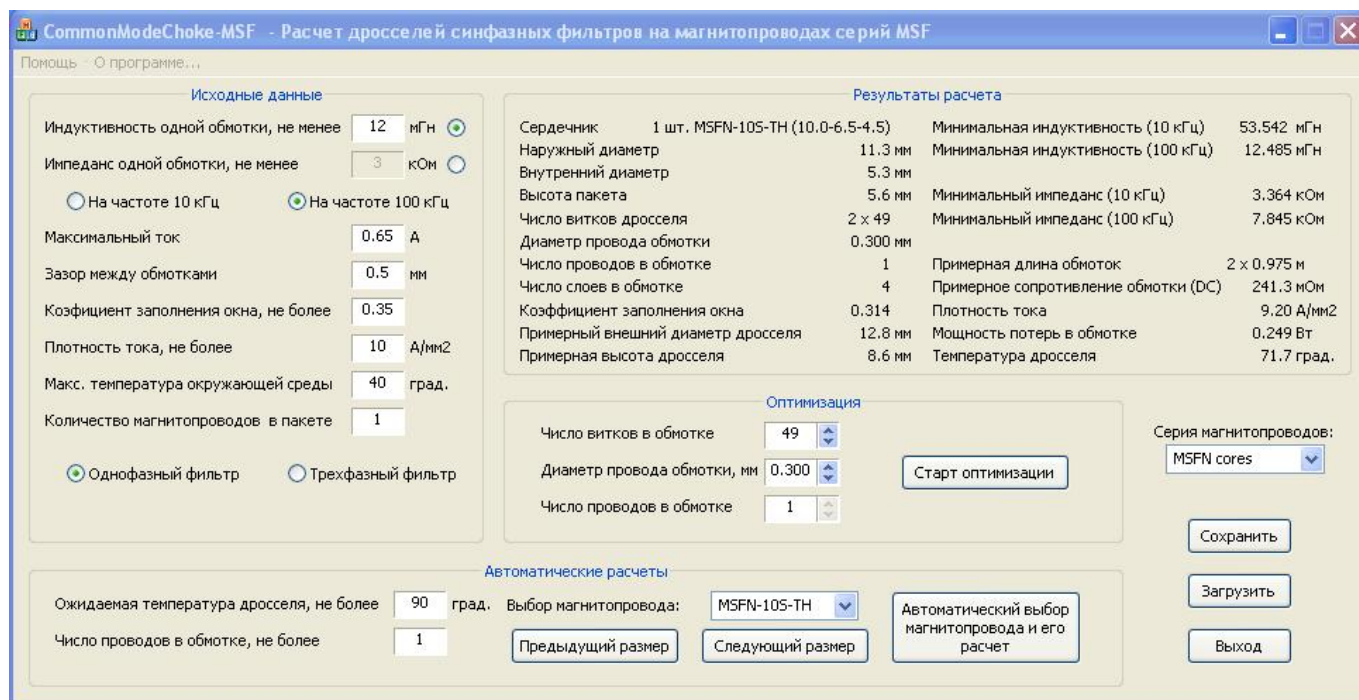 CommonModeChoke-MSF - Расчет дросселей синфазных фильтров на магнитопроводах серий MSF
Помощь О программе...
Исходные данные
Индуктивность одной обмотки, не менее 12 мГн
Импеданс одной обмотки, не менее 3 кОм
На частоте 10 кГц На частоте 100 кГц
Максимальный ток 0.65 А
Зазор между обмотками 0.5 мм
Коэфициент заполнения окна, не более 0.35
Плотность тока, не более 10 А/мм2
Макс. температура окружающей среды 40 град.
Количество магнитопроводов в пакете 1
Однофазный фильтр Трехфазный фильтр
Результаты расчета
Сердечник 1 шт. MSFN-10S-TH (10.0-6.5-4.5) Минимальная индуктивность (10 кГц) 53.542 мГн
Наружный диаметр 11.3 мм Минимальная индуктивность (100 кГц) 12.485 мГн
Внутренний диаметр 5.3 мм
Высота пакета 5.6 мм Минимальный импеданс (10 кГц) 3.364 кОм
Число витков дросселя 2 x 49 Минимальный импеданс (100 кГц) 7.845 кОм
Диаметр провода обмотки 0.300 мм
Число проводов в обмотке 1 Примерная длина обмоток 2 x 0.975 м
Число слоев в обмотке 4 Примерное сопротивление обмотки (DC) 241.3 мОм
Коэффициент заполнения окна 0.314 Плотность тока 9.20 А/мм2
Примерный внешний диаметр дросселя 12.8 мм Мощность потерь в обмотке 0.249 Вт
Примерная высота дросселя 8.6 мм Температура дросселя 71.7 град.
Оптимизация
Число витков в обмотке 49
Диаметр провода обмотки, мм 0.300 Старт оптимизации
Число проводов в обмотке 1
Серия магнитопроводов:
MSFN cores
Сохранить
Загрузить
Выход
Автоматические расчеты
Ожидаемая температура дросселя, не более 90 град. Выбор магнитопровода: MSFN-10S-TH
Число проводов в обмотке, не более 1 Предыдущий размер Следующий размер
Автоматический выбор
магнитопровода и его
расчет